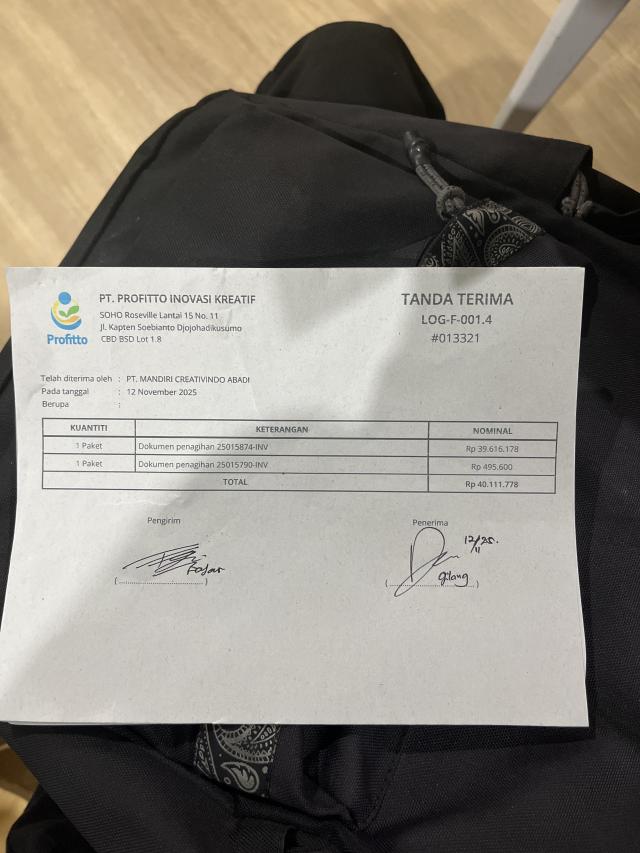 PT. PROFITTO INOVASI KREATIF
SOHO Roseville Lantai 15 No. 11
Jl. Kapten Soebianto Djojohadikusumo
CBD BSD Lot 1.8
Profitto
TANDA TERIMA
LOG-F-001.4
#013321
Telah diterima oleh : PT. MANDIRI CREATIVINDO ABADI
Pada tanggal : 12 November 2025
Berupa :
KUANTITI KETERANGAN NOMINAL
1 Paket Dokumen penagihan 25015874-INV Rp 39.616.178
1 Paket Dokumen penagihan 25015790-INV Rp 495.600
TOTAL Rp 40.111.778
Pengirim Penerima
12/25.
11
Fajar gilang
(........................) (........................)